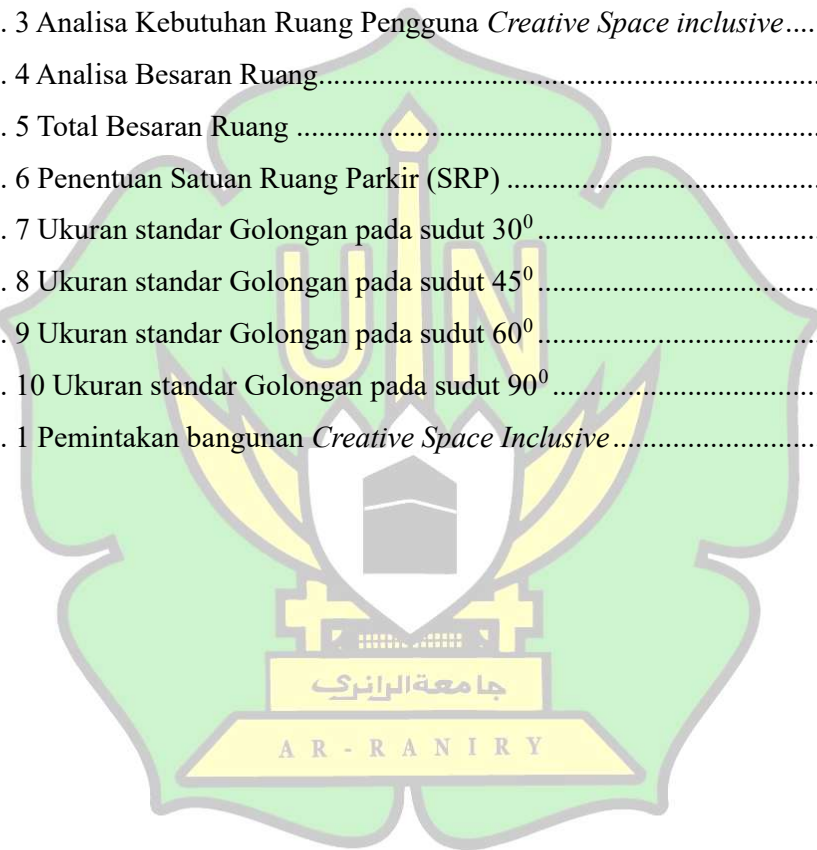 . 3 Analisa Kebutuhan Ruang Pengguna Creative Space inclusive....
. 4 Analisa Besaran Ruang..........................................................................
. 5 Total Besaran Ruang .............................................................................
. 6 Penentuan Satuan Ruang Parkir (SRP) ..............................................
. 7 Ukuran standar Golongan pada sudut 30⁰.........................................
. 8 Ukuran standar Golongan pada sudut 45⁰.........................................
. 9 Ukuran standar Golongan pada sudut 60⁰.........................................
. 10 Ukuran standar Golongan pada sudut 90⁰.......................................
. 1 Pemintakan bangunan Creative Space Inclusive..............................
UIN
جامعة الرانري
AR-RANIRY